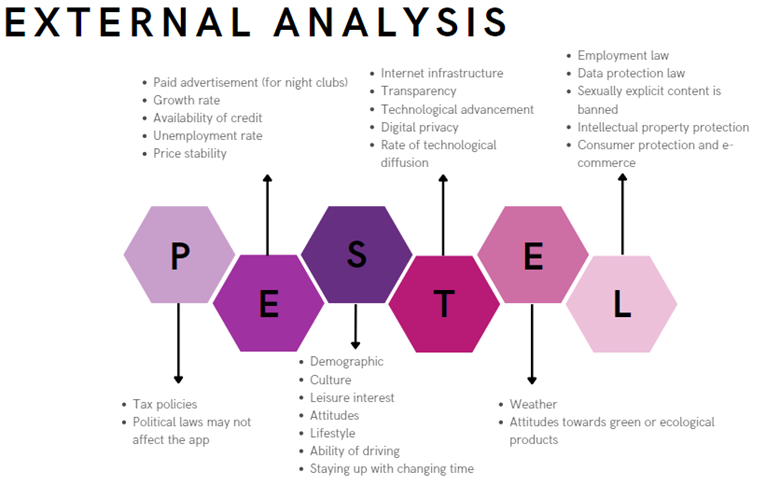 EXTERNAL ANALYSIS
Paid advertisement (for night clubs)
Growth rate
Availability of credit
Unemployment rate
Price stability
Internet infrastructure
Transparency
Technological advancement
Digital privacy
Rate of technological
diffusion
Employment law
Data protection law
Sexually explicit content is
banned
Intellectual property protection
Consumer protection and e-
commerce
P
E
S
T
E
L
Tax policies
Political laws may not
affect the app
Demographic
Culture
Leisure interest
Attitudes
Lifestyle
Ability of driving
Staying up with changing time
Weather
Attitudes towards green or ecological
products